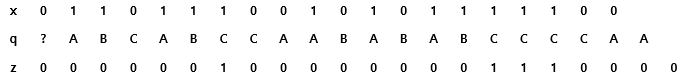 x 0 1 1 0 1 1 1 0 0 1 0 1 0 1 1 1 1 1 0 0
q ? A B C A B C C A A B A B A B C C C C A A
z 0 0 0 0 0 0 1 0 0 0 0 0 0 0 0 1 1 1 0 0 0 0